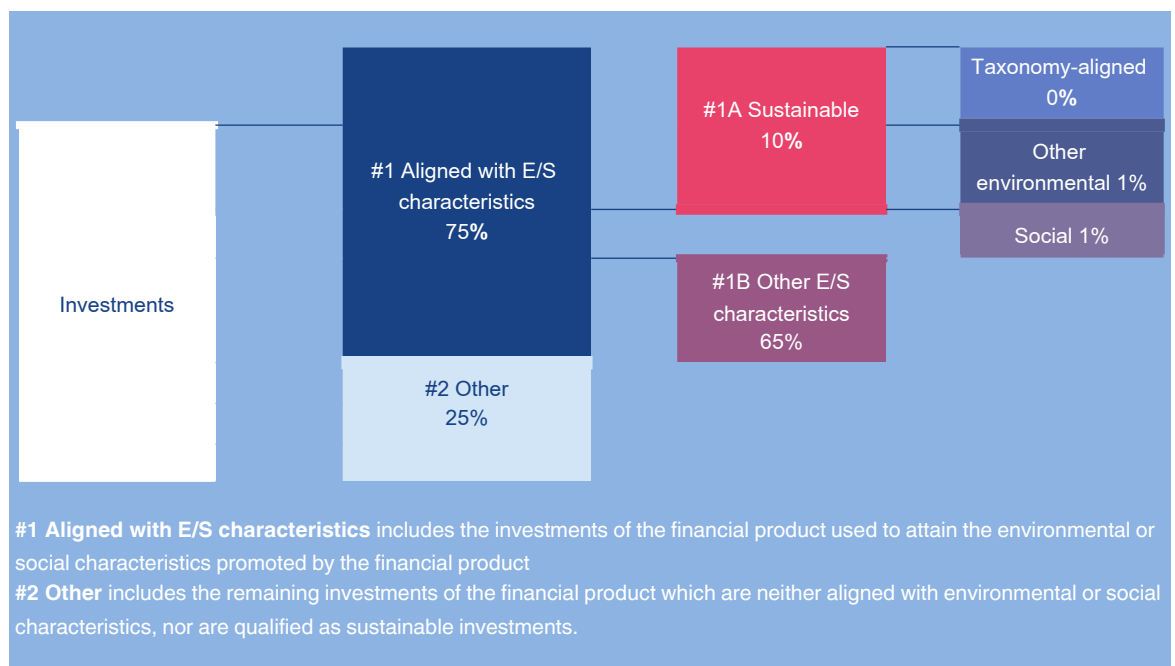 Investments
#1 Aligned with E/S
characteristics
75%
#2 Other
25%
#1A Sustainable
10%
#1B Other E/S
characteristics
65%
Taxonomy-aligned
0%
Other
environmental 1%
Social 1%
#1 Aligned with E/S characteristics includes the investments of the financial product used to attain the environmental or
social characteristics promoted by the financial product
#2 Other includes the remaining investments of the financial product which are neither aligned with environmental or social
characteristics, nor are qualified as sustainable investments.